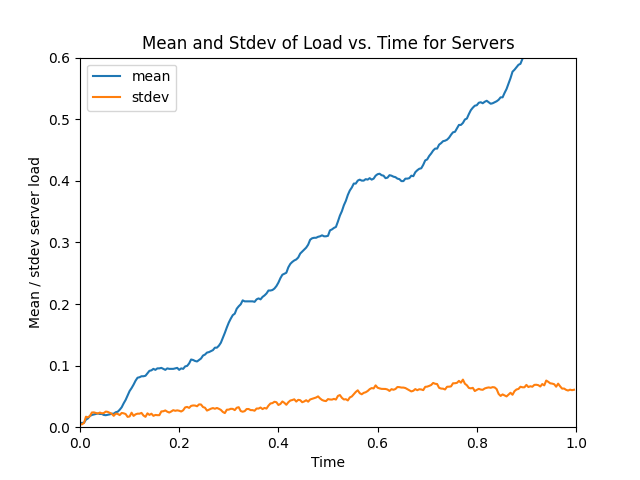 Mean and Stdev of Load vs. Time for Servers
mean
stdev
Mean / stdev server load
0.6
0.5
0.4
0.3
0.2
0.1
0.0
0.0 0.2 0.4 0.6 0.8 1.0
Time